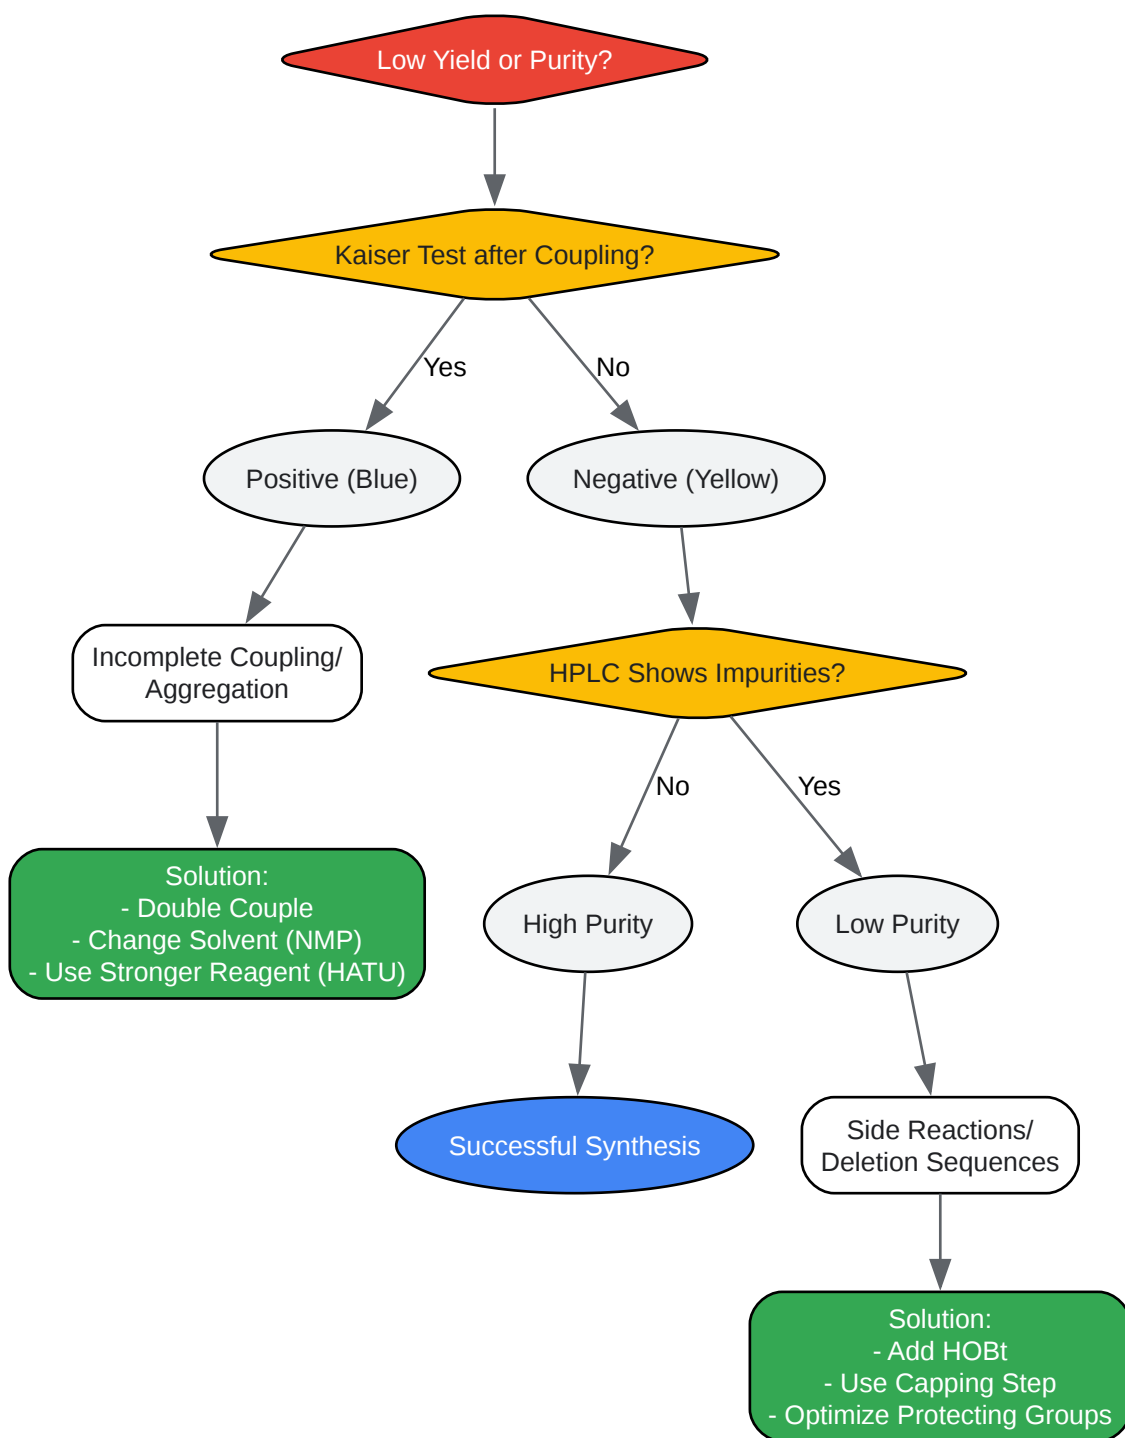 Low Yield or Purity?
Kaiser Test after Coupling?
Yes
No
Positive (Blue)
Negative (Yellow)
Incomplete Coupling/
Aggregation
HPLC Shows Impurities?
No
Yes
Solution:
- Double Couple
- Change Solvent (NMP)
- Use Stronger Reagent (HATU)
High Purity
Low Purity
Successful Synthesis
Side Reactions/
Deletion Sequences
Solution:
- Add HOBt
- Use Capping Step
- Optimize Protecting Groups